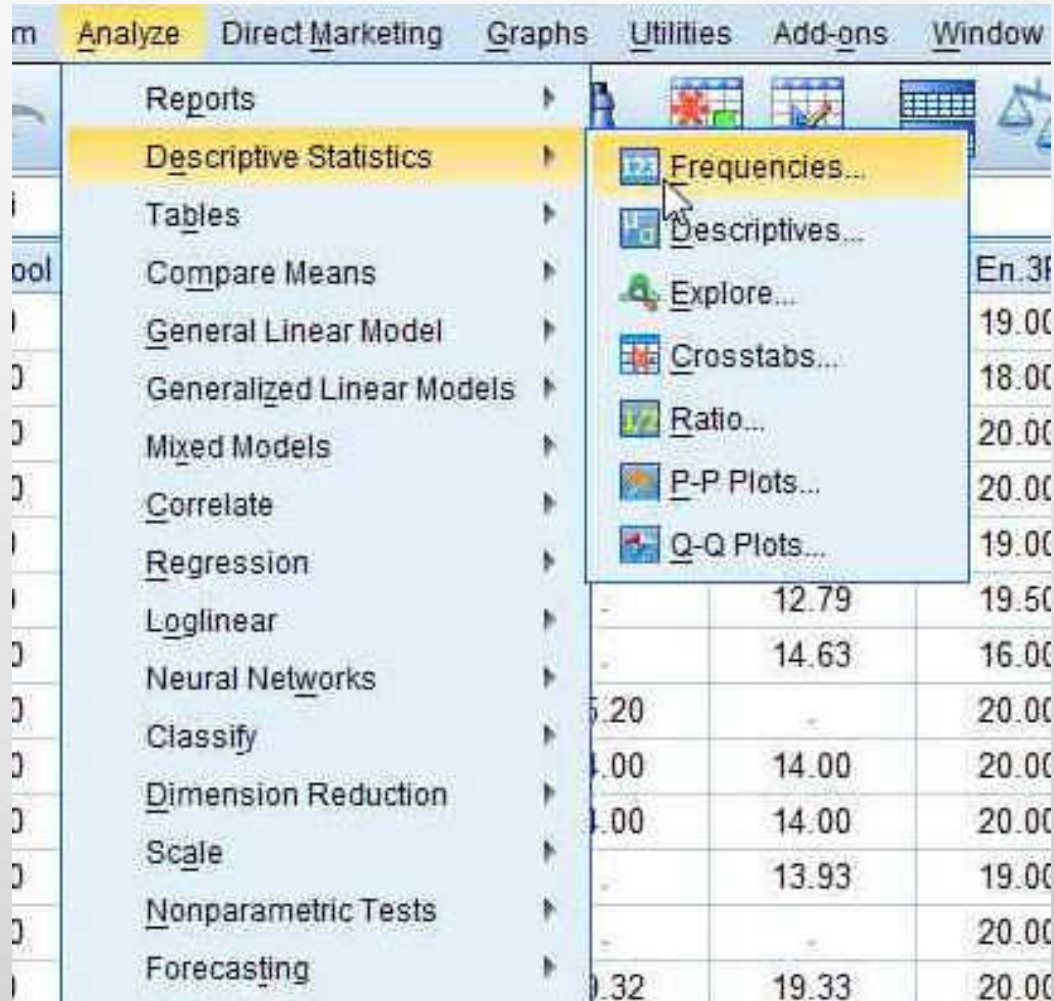 Analyze Direct Marketing Graphs Utilities Add-ons Window
Reports
Descriptive Statistics
Tables
Compare Means
General Linear Model
Generalized Linear Models
Mixed Models
Correlate
Regression
Loglinear
Neural Networks
Classify
Dimension Reduction
Scale
Nonparametric Tests
Forecasting
Frequencies...
Descriptives...
Explore...
Crosstabs...
Ratio...
P-P Plots...
Q-Q Plots...
19.00
18.00
20.00
20.00
19.00
12.79 19.50
14.63 16.00
.20 20.00
.00 14.00 20.00
.00 14.00 20.00
13.93 19.00
20.00
.32 19.33 20.00